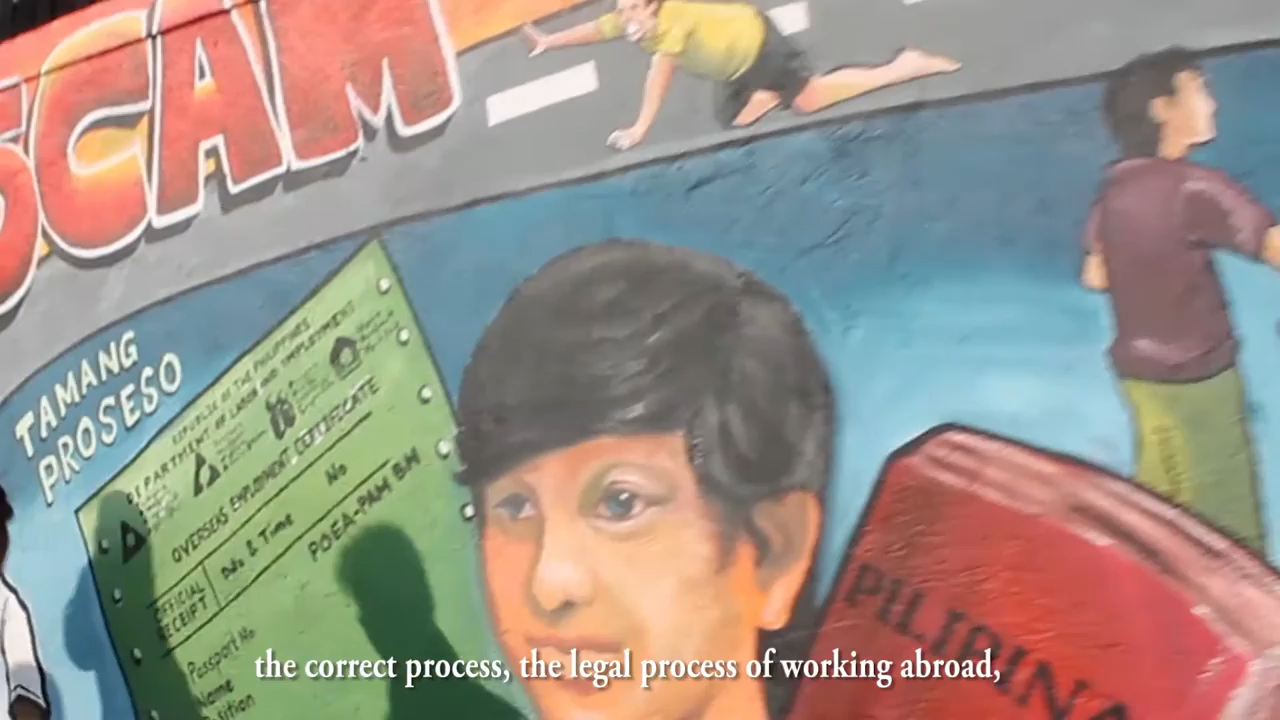 SCAM
TAMANG
PROSESO
REPUBLIC OF THE PHILIPPINES
DEPARTMENT OF LABOR AND EMPLOYMENT
OVERSEAS EMPLOYMENT CERTIFICATE
No
Date & Time
POEA-PAM BM
OFFICIAL
RECEIPT
Passport No
Name
PILIPINA
the correct process, the legal process of working abroad,